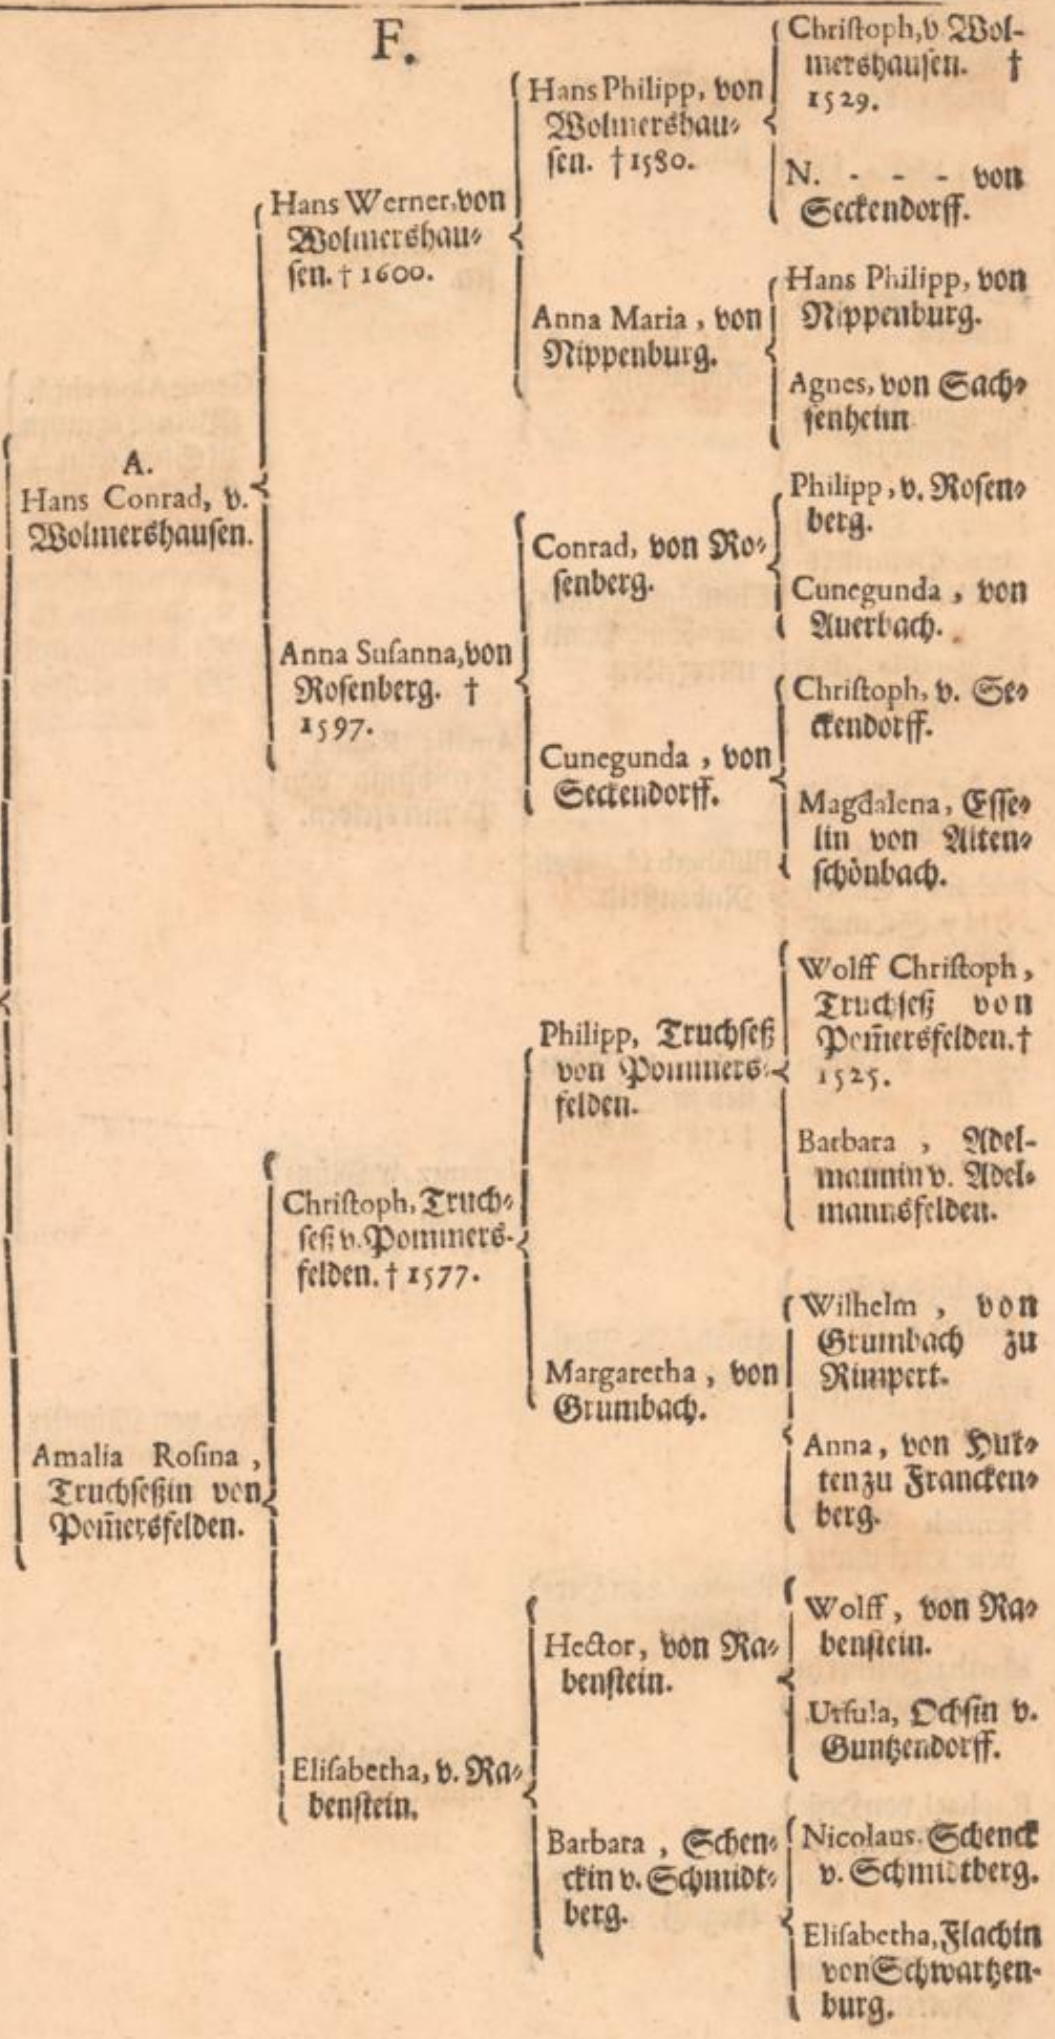 F.
A.
Hans Conrad, v.
Wolmershausen.
Amalia Rosina,
Truchseßin von
Pom̄ersfelden.
Hans Werner, von
Wolmershau-
sen. † 1600.
Anna Susanna, von
Rosenberg. †
1597.
Christoph, Truch-
seß v. Pommers-
felden. † 1577.
Elisabetha, v. Ra-
benstein.
Hans Philipp, von
Wolmershau-
sen. † 1580.
Anna Maria, von
Nippenburg.
Conrad, von Ro-
senberg.
Cunegunda, von
Seckendorff.
Philipp, Truchseß
von Pommers-
felden.
Margaretha, von
Grumbach.
Hector, von Ra-
benstein.
Barbara, Schen-
ckin v. Schmidt-
berg.
Christoph, v. Wol-
mershausen. †
1529.
N. - - - von
Seckendorff.
Hans Philipp, von
Nippenburg.
Agnes, von Sach-
senheim
Philipp, v. Rosen-
berg.
Cunegunda, von
Auerbach.
Christoph, v. Se-
ckendorff.
Magdalena, Esse-
lin von Alten-
schönbach.
Wolff Christoph,
Truchseß von
Pom̄ersfelden. †
1525.
Barbara, Adel-
mannin v. Adel-
mannsfelden.
Wilhelm, von
Grumbach zu
Rimpert.
Anna, von Hut-
ten zu Francken-
berg.
Wolff, von Ra-
benstein.
Ursula, Ochsin v.
Guntzendorff.
Nicolaus. Schenck
v. Schmidtberg.
Elisabetha, Flachin
von Schwartzen-
burg.